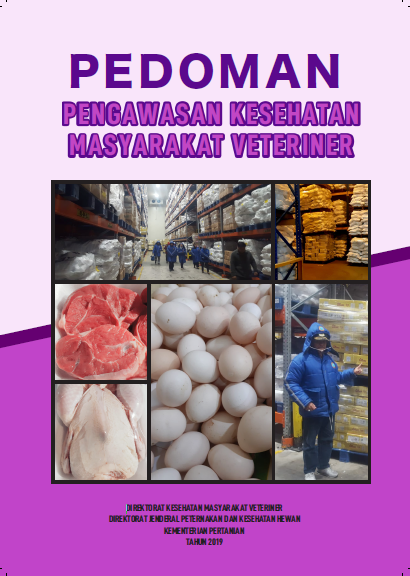 PEDOMAN
PENGAWASAN KESEHATAN
MASYARAKAT VETERINER
DIREKTORAT KESEHATAN MASYARAKAT VETERINER
DIREKTORAT JENDERAL PETERNAKAN DAN KESEHATAN HEWAN
KEMENTERIAN PERTANIAN
TAHUN 2019